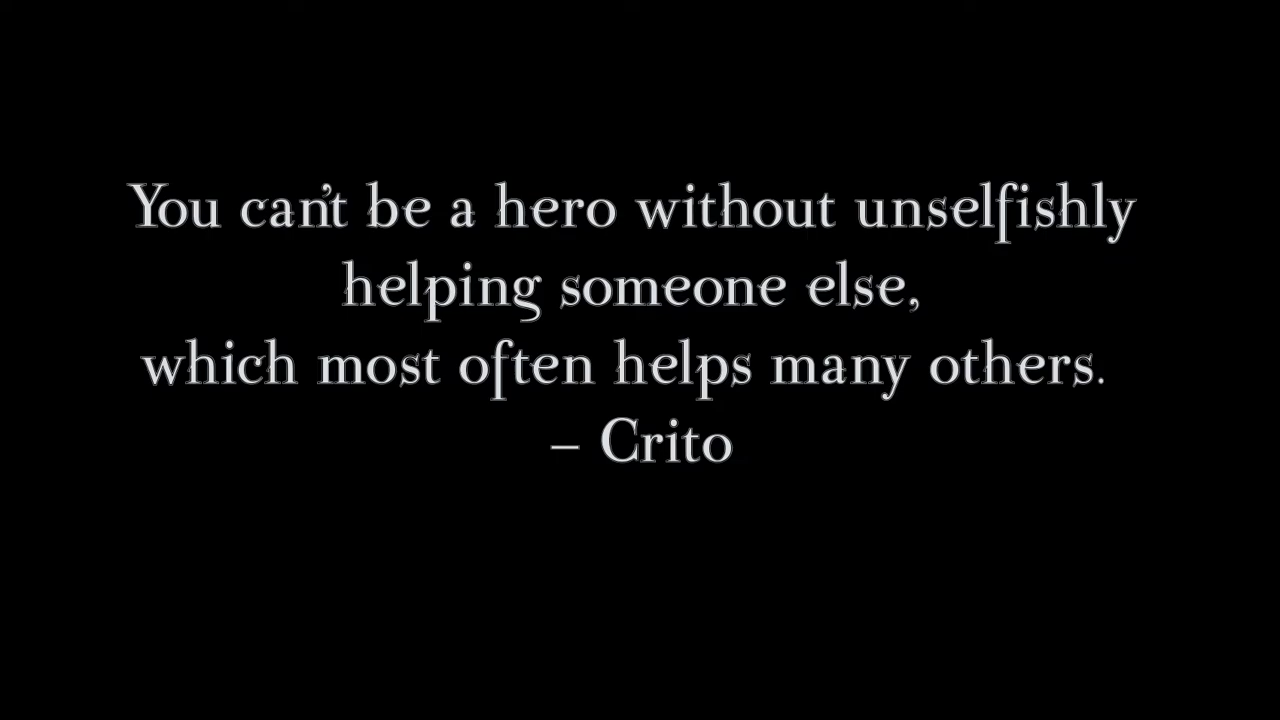 You can't be a hero without unselfishly
helping someone else,
which most often helps many others.
– Crito